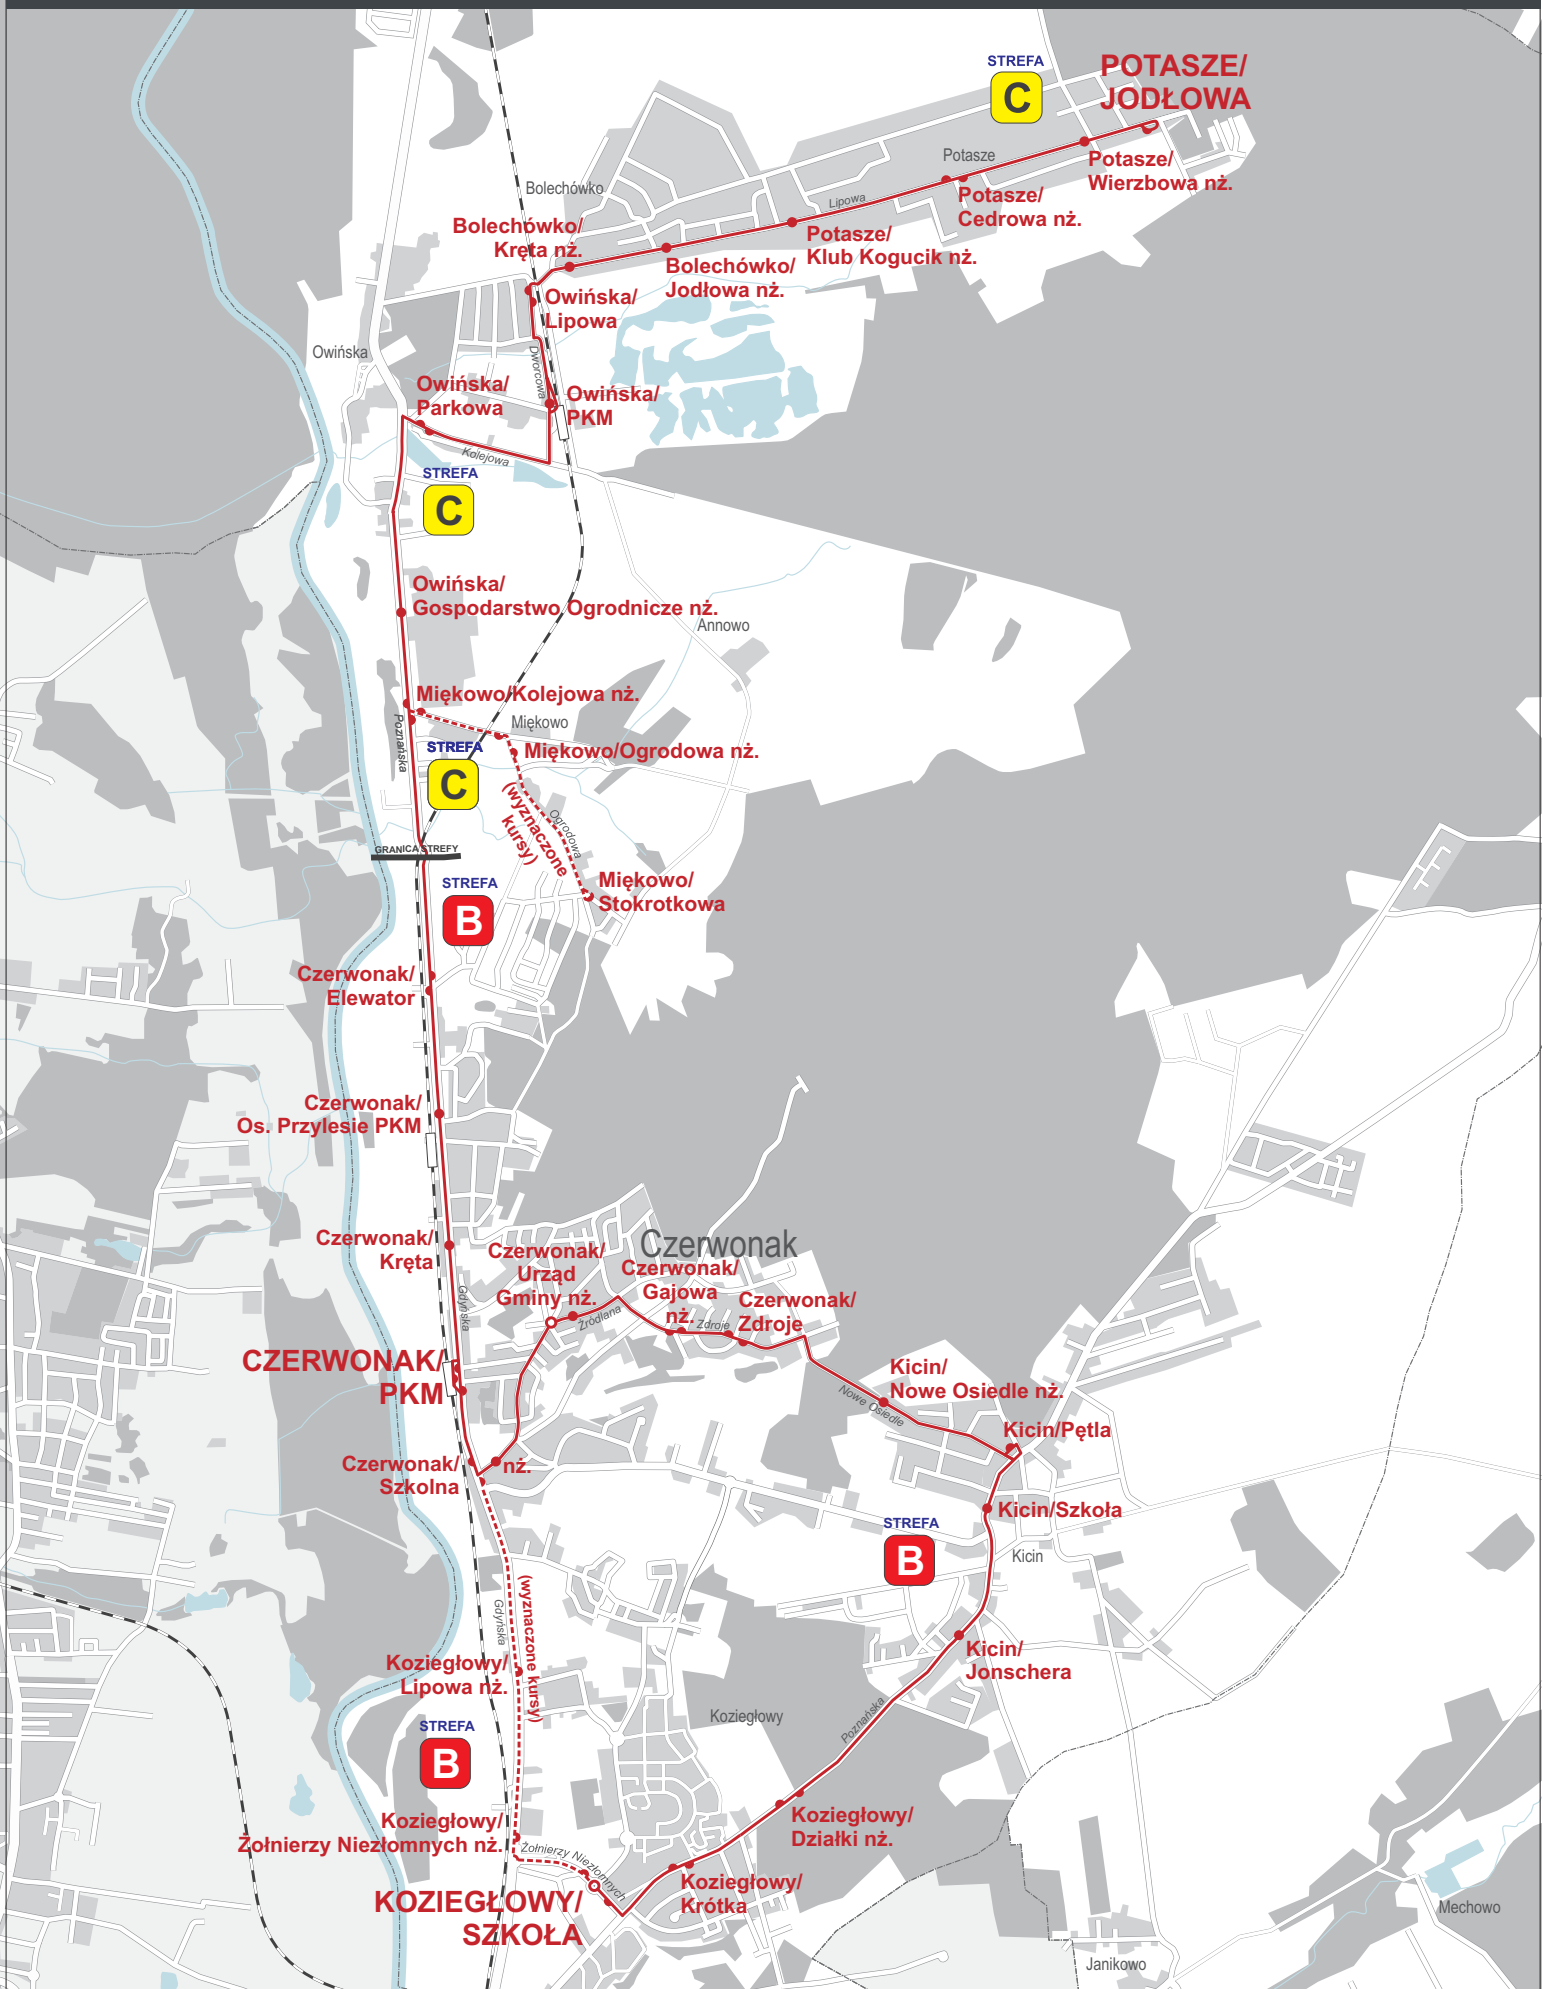 STREFA
C
POTASZE/
JODŁOWA
Potasze
Potasze/
Wierzbowa nż.
Bolechówko
Lipowa
Potasze/
Cedrowa nż.
Bolechówko/
Kręta nż.
Potasze/
Klub Kogucik nż.
Bolechówko/
Jodłowa nż.
Owińska/
Lipowa
Owińska
Dworcowa
Owińska/
Parkowa
Owińska/
PKM
Kolejowa
STREFA
C
Owińska/
Gospodarstwo Ogrodnicze nż.
Annowo
Miękowo/Kolejowa nż.
Poznańska
Miękowo
STREFA
C
Miękowo/Ogrodowa nż.
(wyznaczone
kursy)
Ogrodowa
GRANICA STREFY
STREFA
B
Miękowo/
Stokrotkowa
Czerwonak/
Elewator
Czerwonak/
Os. Przylesie PKM
Czerwonak/
Kręta
Czerwonak
Czerwonak/
Urząd
Gminy nż.
Czerwonak/
Gajowa
nż.
Czerwonak/
Zdroje
Gdyńska
Źródlana
Zdroje
CZERWONAK/
PKM
Kicin/
Nowe Osiedle nż.
Nowe Osiedle
Kicin/Pętla
Czerwonak/
Szkolna
nż.
Kicin/Szkoła
STREFA
B
Kicin
(wyznaczone kursy)
Gdyńska
Kicin/
Jonschera
Koziegłowy/
Lipowa nż.
Koziegłowy
Poznańska
STREFA
B
Koziegłowy/
Żołnierzy Niezłomnych nż.
Koziegłowy/
Działki nż.
Żołnierzy Niezłomnych
Koziegłowy/
Krótka
KOZIEGŁOWY/
SZKOŁA
Mechowo
Janikowo